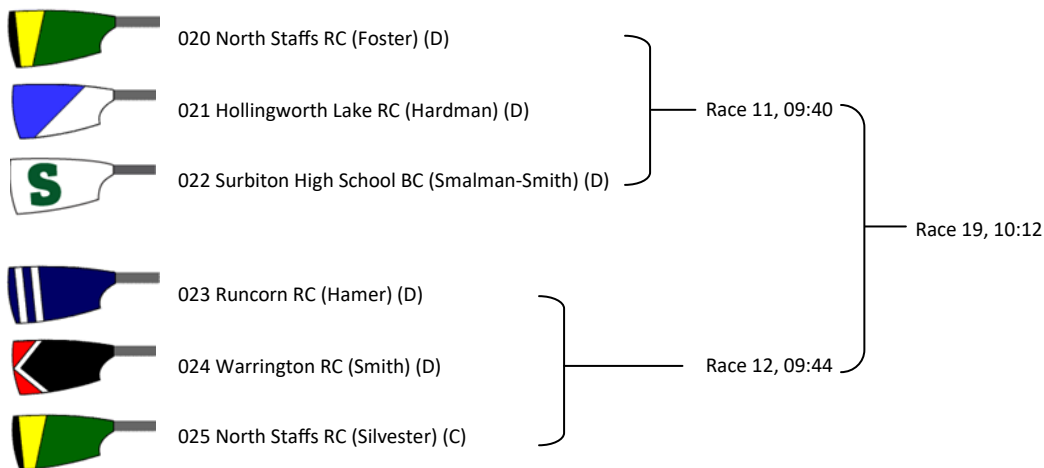 020 North Staffs RC (Foster) (D)
021 Hollingworth Lake RC (Hardman) (D)
Race 11, 09:40
S
022 Surbiton High School BC (Smalman-Smith) (D)
Race 19, 10:12
023 Runcorn RC (Hamer) (D)
024 Warrington RC (Smith) (D)
Race 12, 09:44
025 North Staffs RC (Silvester) (C)